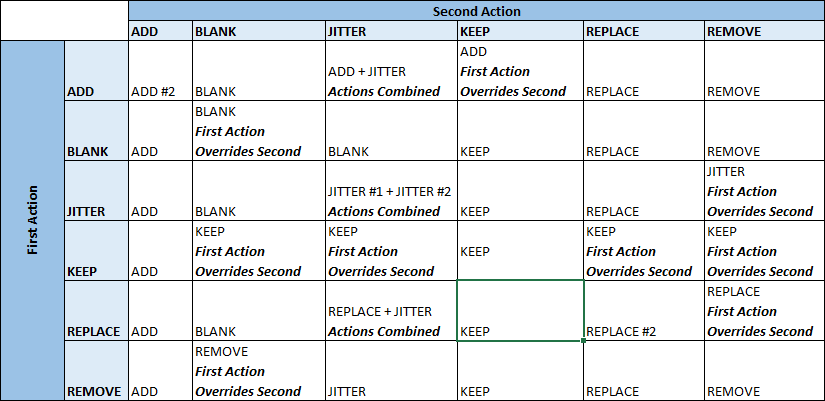 Second Action
ADD BLANK JITTER KEEP REPLACE REMOVE
First Action
ADD
ADD #2
BLANK
ADD + JITTER
Actions Combined
ADD
First Action
Overrides Second
REPLACE
REMOVE
BLANK
ADD
BLANK
First Action
Overrides Second
BLANK
KEEP
REPLACE
REMOVE
JITTER
ADD
BLANK
JITTER #1 + JITTER #2
Actions Combined
KEEP
REPLACE
JITTER
First Action
Overrides Second
KEEP
ADD
KEEP
First Action
Overrides Second
KEEP
First Action
Overrides Second
KEEP
KEEP
First Action
Overrides Second
KEEP
First Action
Overrides Second
REPLACE
ADD
BLANK
REPLACE + JITTER
Actions Combined
KEEP
REPLACE #2
REPLACE
First Action
Overrides Second
REMOVE
ADD
REMOVE
First Action
Overrides Second
JITTER
KEEP
REPLACE
REMOVE